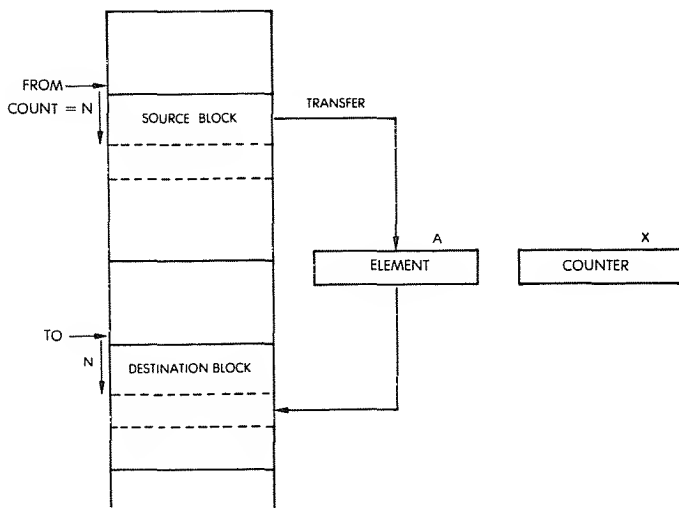 FROM
COUNT = N
SOURCE BLOCK
TRANSFER
A
X
ELEMENT
COUNTER
TO
N
DESTINATION BLOCK